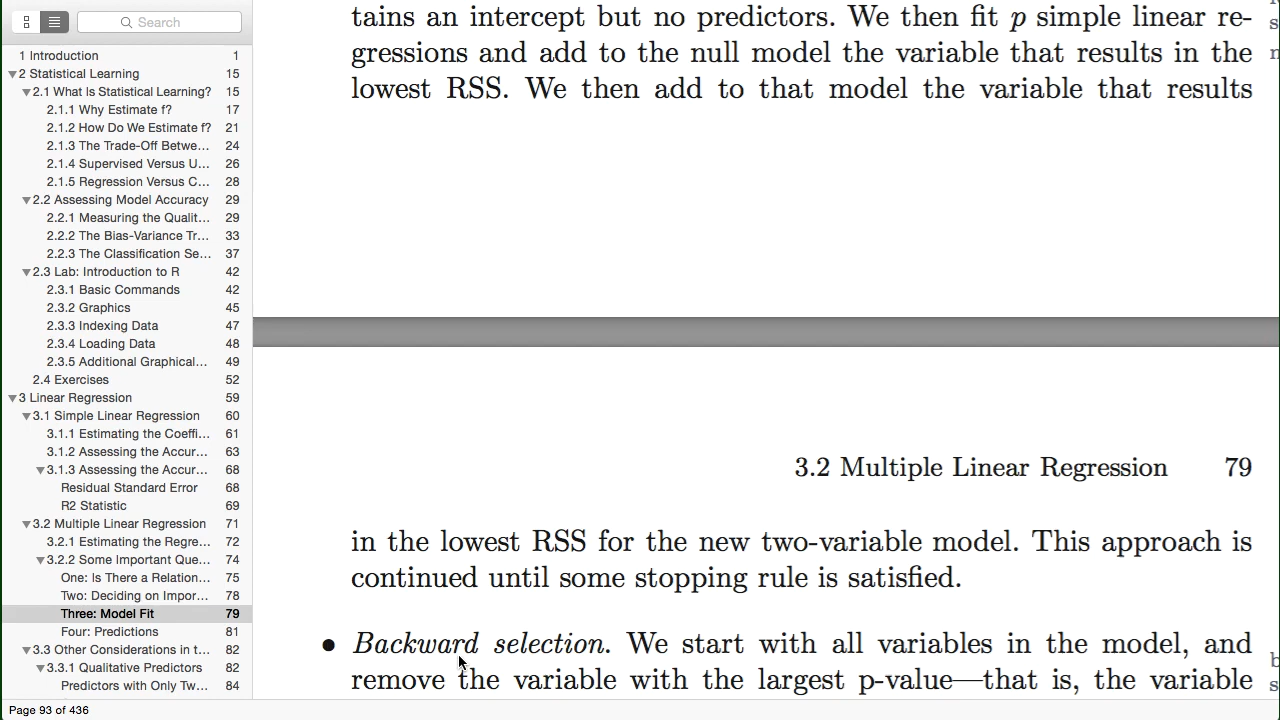 Search
1 Introduction 1
2 Statistical Learning 15
2.1 What Is Statistical Learning? 15
2.1.1 Why Estimate f? 17
2.1.2 How Do We Estimate f? 21
2.1.3 The Trade-Off Betwe... 24
2.1.4 Supervised Versus U... 26
2.1.5 Regression Versus C... 28
2.2 Assessing Model Accuracy 29
2.2.1 Measuring the Qualit... 29
2.2.2 The Bias-Variance Tr... 33
2.2.3 The Classification Se... 37
2.3 Lab: Introduction to R 42
2.3.1 Basic Commands 42
2.3.2 Graphics 45
2.3.3 Indexing Data 47
2.3.4 Loading Data 48
2.3.5 Additional Graphical... 49
2.4 Exercises 52
3 Linear Regression 59
3.1 Simple Linear Regression 60
3.1.1 Estimating the Coeffi... 61
3.1.2 Assessing the Accur... 63
3.1.3 Assessing the Accur... 68
Residual Standard Error 68
R2 Statistic 69
3.2 Multiple Linear Regression 71
3.2.1 Estimating the Regre... 72
3.2.2 Some Important Que... 74
One: Is There a Relation... 75
Two: Deciding on Impor... 78
Three: Model Fit 79
Four: Predictions 81
3.3 Other Considerations in t... 82
3.3.1 Qualitative Predictors 82
Predictors with Only Tw... 84
Page 93 of 436
tains an intercept but no predictors. We then fit p simple linear re-
gressions and add to the null model the variable that results in the
lowest RSS. We then add to that model the variable that results
3.2 Multiple Linear Regression 79
in the lowest RSS for the new two-variable model. This approach is
continued until some stopping rule is satisfied.
• Backward selection. We start with all variables in the model, and
remove the variable with the largest p-value—that is, the variable